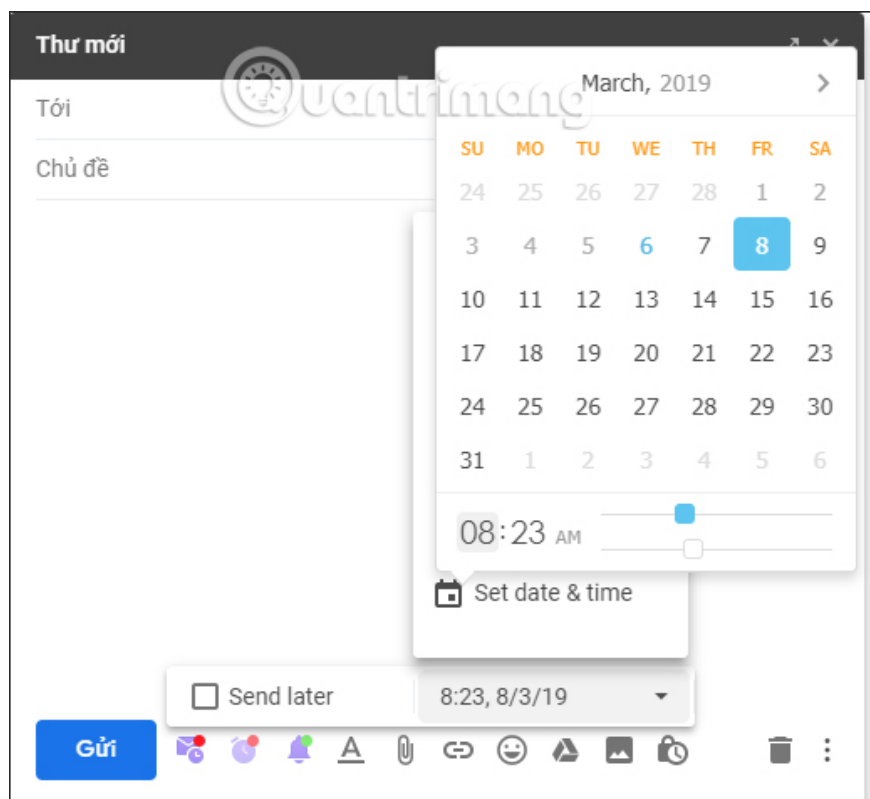 Thư mới
Quantrimang
Tới
Chủ đề
March, 2019
SU MO TU WE TH FR SA
24 25 26 27 28 1 2
3 4 5 6 7 8 9
10 11 12 13 14 15 16
17 18 19 20 21 22 23
24 25 26 27 28 29 30
31 1 2 3 4 5 6
08:23 AM
Set date & time
Send later 8:23, 8/3/19
Gửi
A